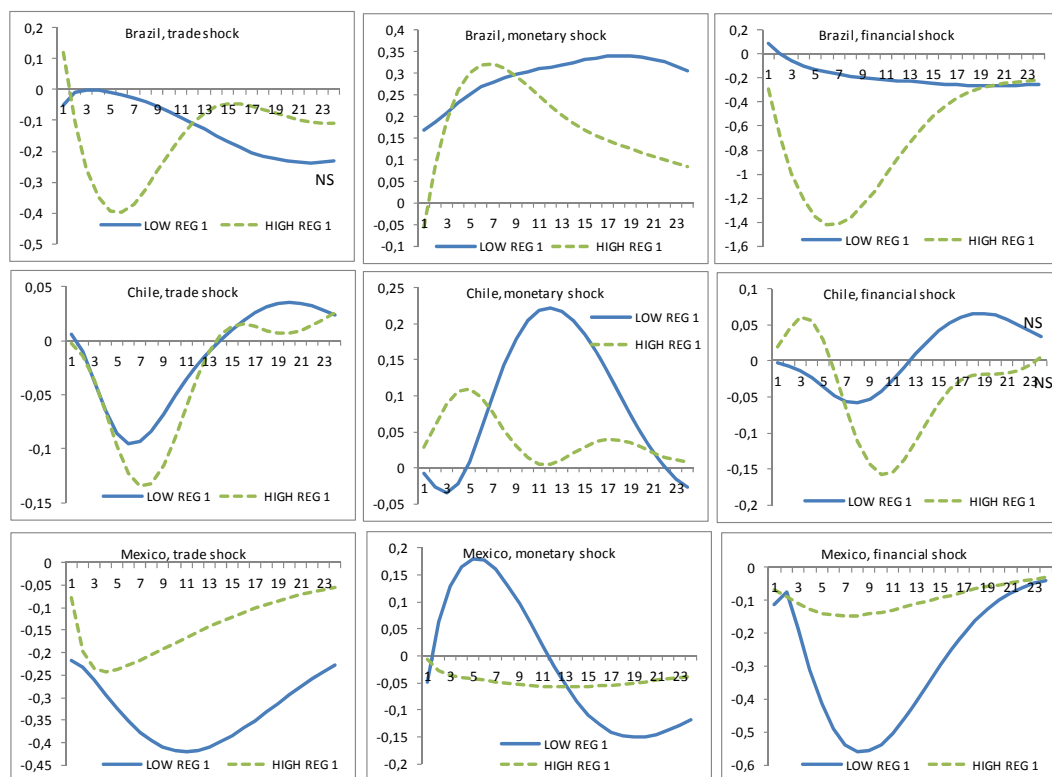 Brazil, trade shock
0,2
0,1
0
1 3 5 7 9 11 13 15 17 19 21 23
-0,1
-0,2
NS
-0,3
-0,4
LOW REG 1 HIGH REG 1
-0,5
Brazil, monetary shock
0,4
0,35
0,3
0,25
0,2
0,15
0,1
0,05
0
1 3 5 7 9 11 13 15 17 19 21 23
-0,05
LOW REG 1 HIGH REG 1
-0,1
Brazil, financial shock
0,2
0
1 3 5 7 9 11 13 15 17 19 21 23
-0,2
-0,4
-0,6
-0,8
-1
-1,2
-1,4
LOW REG 1 HIGH REG 1
-1,6
Chile, trade shock
0,05
0
1 3 5 7 9 11 13 15 17 19 21 23
-0,05
-0,1
LOW REG 1 HIGH REG 1
-0,15
Chile, monetary shock
0,25
LOW REG 1
0,2
HIGH REG 1
0,15
0,1
0,05
0
1 3 5 7 9 11 13 15 17 19 21 23
-0,05
Chile, financial shock
0,1
0,05
NS
0
1 3 5 7 9 11 13 15 17 19 21 23
NS
-0,05
-0,1
-0,15
LOW REG 1 HIGH REG 1
-0,2
Mexico, trade shock
0
1 3 5 7 9 11 13 15 17 19 21 23
-0,05
-0,1
-0,15
-0,2
-0,25
-0,3
-0,35
-0,4
LOW REG 1 HIGH REG 1
-0,45
Mexico, monetary shock
0,2
0,15
0,1
0,05
0
1 3 5 7 9 11 13 15 17 19 21 23
-0,05
-0,1
-0,15
LOW REG 1
HIGH REG 1
-0,2
Mexico, financial shock
0
1 3 5 7 9 11 13 15 17 19 21 23
-0,1
-0,2
-0,3
-0,4
-0,5
LOW REG 1 HIGH REG 1
-0,6